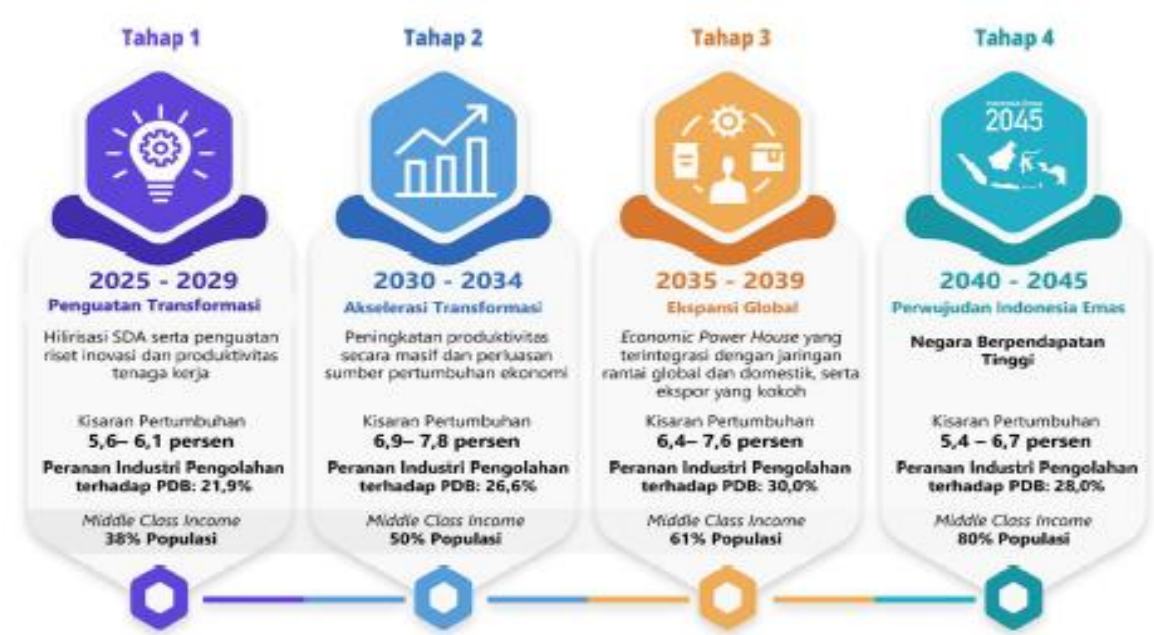 Tahap 1
2025 - 2029
Penguatan Transformasi
Hilirisasi SDA serta penguatan
riset inovasi dan produktivitas
tenaga kerja
Kisaran Pertumbuhan
5,6– 6,1 persen
Peranan Industri Pengolahan
terhadap PDB: 21,9%
Middle Class Income
38% Populasi
Tahap 2
2030 - 2034
Akselerasi Transformasi
Peningkatan produktivitas
secara masif dan perluasan
sumber pertumbuhan ekonomi
Kisaran Pertumbuhan
6,9– 7,8 persen
Peranan Industri Pengolahan
terhadap PDB: 26,6%
Middle Class Income
50% Populasi
Tahap 3
2035 - 2039
Ekspansi Global
Economic Power House yang
terintegrasi dengan jaringan
rantai global dan domestik, serta
ekspor yang kokoh
Kisaran Pertumbuhan
6,4– 7,6 persen
Peranan Industri Pengolahan
terhadap PDB: 30,0%
Middle Class Income
61% Populasi
Tahap 4
2045
2040 - 2045
Perwujudan Indonesia Emas
Negara Berpendapatan
Tinggi
Kisaran Pertumbuhan
5,4 – 6,7 persen
Peranan Industri Pengolahan
terhadap PDB: 28,0%
Middle Class Income
80% Populasi